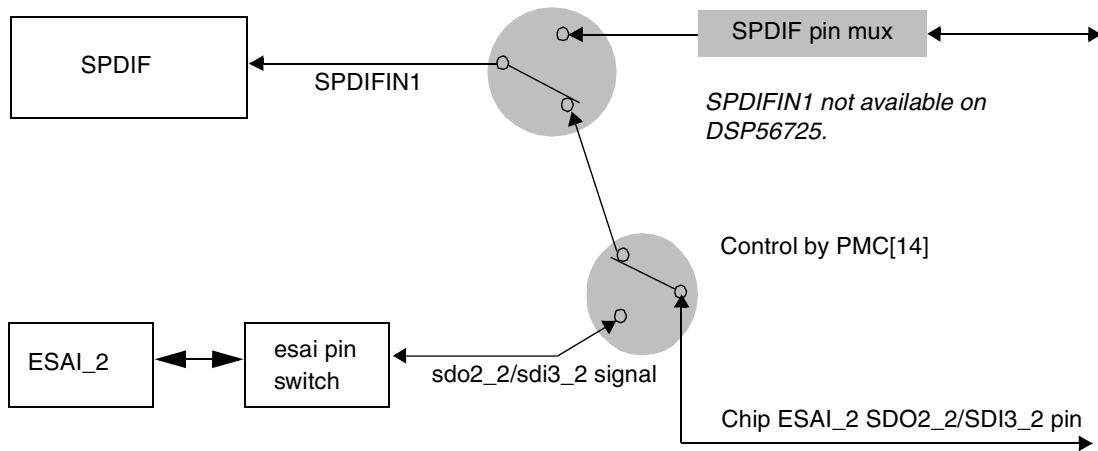 SPDIF pin mux
SPDIF
SPDIFIN1
SPDIFIN1 not available on
DSP56725.
Control by PMC[14]
ESAI_2
esai pin
switch
sdo2_2/sdi3_2 signal
Chip ESAI_2 SDO2_2/SDI3_2 pin